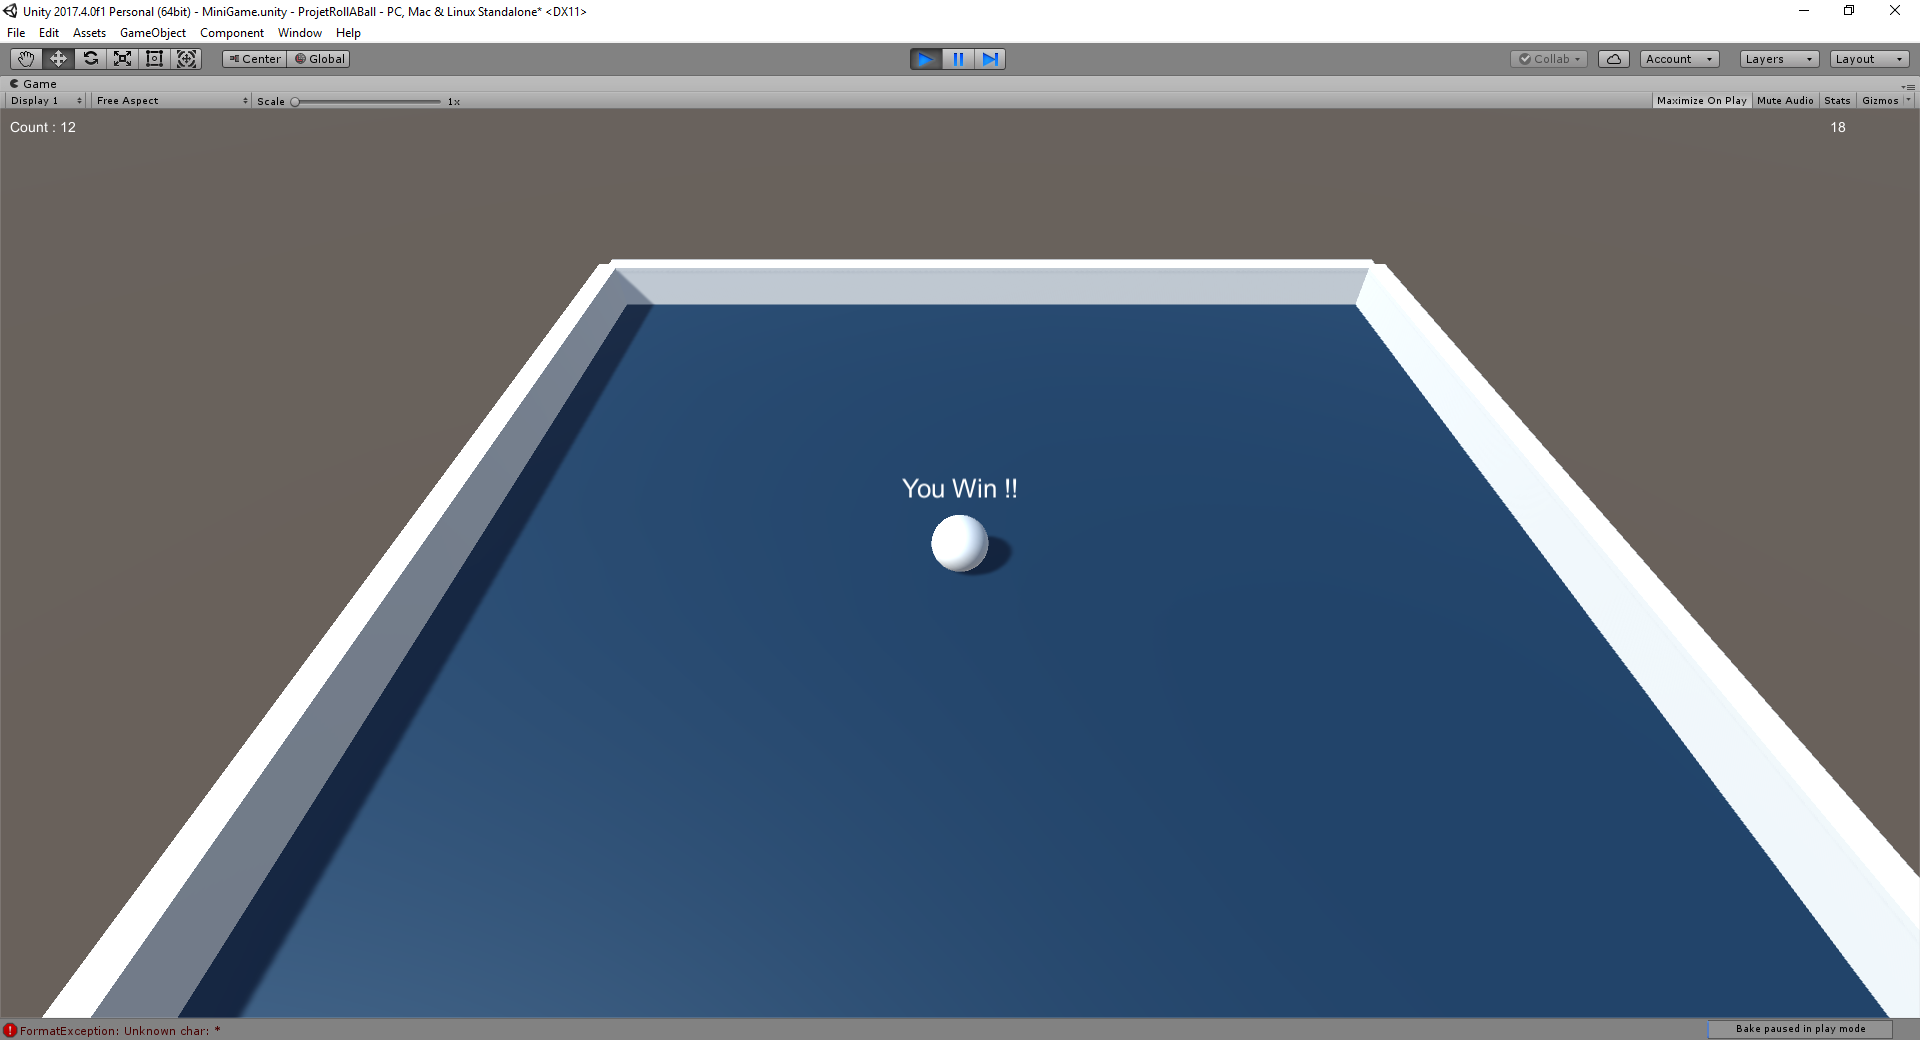 Unity 2017.4.0f1 Personal (64bit) - MiniGame.unity - ProjetRollABall - PC, Mac & Linux Standalone* <DX11>
File Edit Assets GameObject Component Window Help
Center Global Collab Account Layers Layout
Game
Display 1 Free Aspect Scale 1x Maximize On Play Mute Audio Stats Gizmos
Count : 12 18
You Win !!
FormatException: Unknown char: * Bake paused in play mode